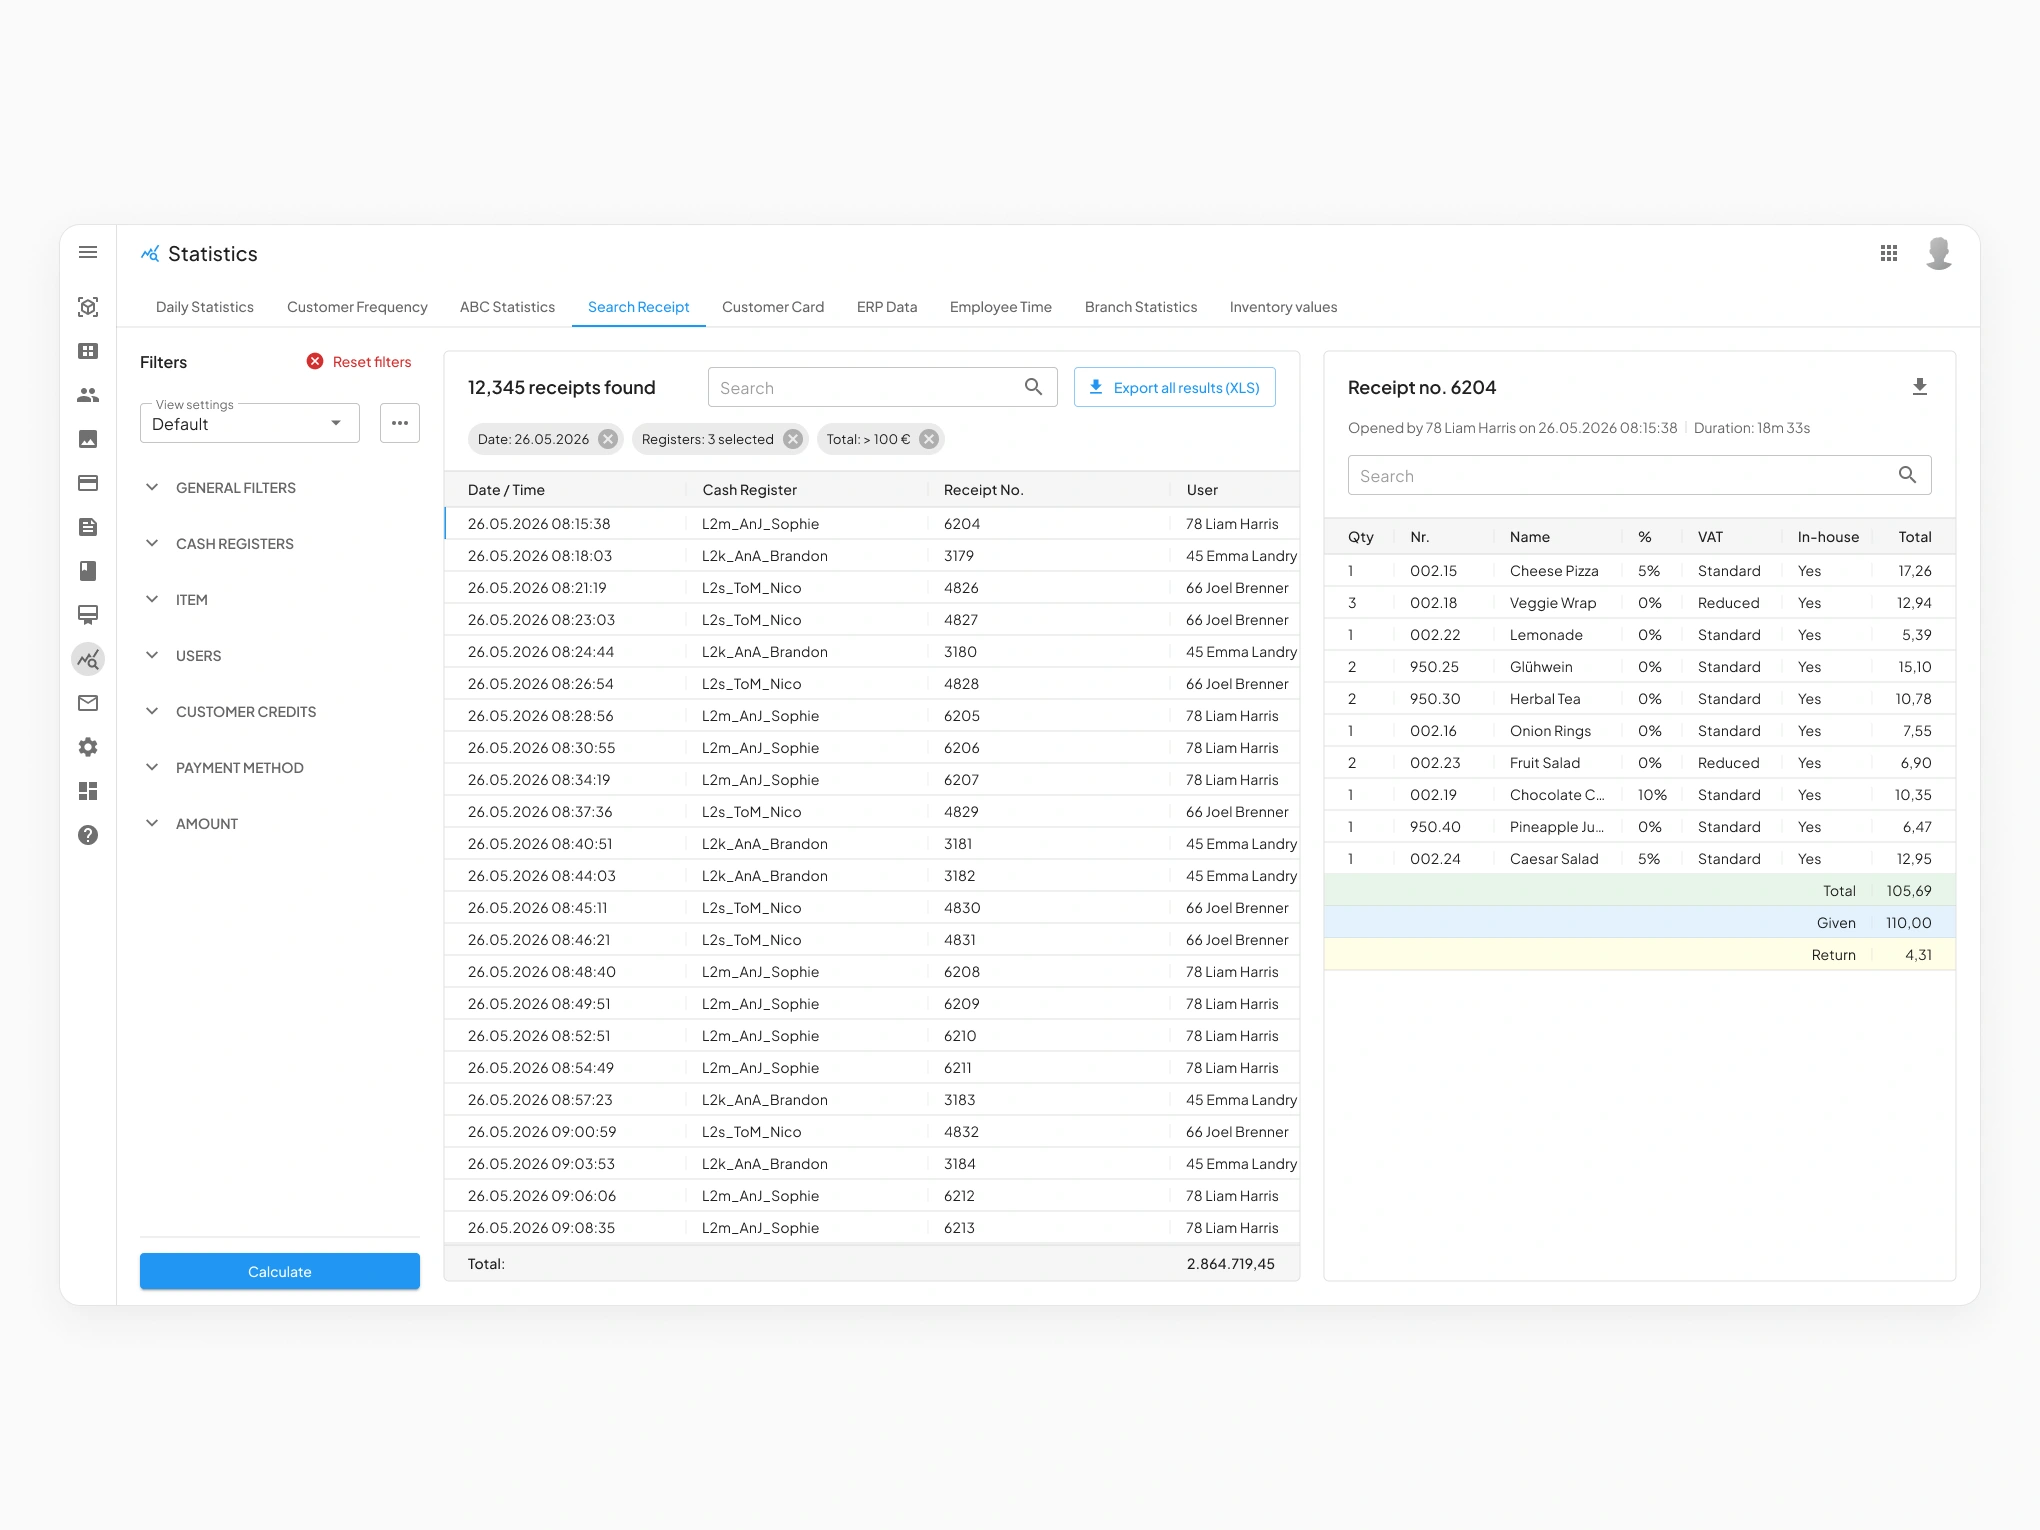 Statistics
Daily Statistics Customer Frequency ABC Statistics Search Receipt Customer Card ERP Data Employee Time Branch Statistics Inventory values
Filters Reset filters
View settings
Default
GENERAL FILTERS
CASH REGISTERS
ITEM
USERS
CUSTOMER CREDITS
PAYMENT METHOD
AMOUNT
Calculate
12,345 receipts found Search Export all results (XLS)
Date: 26.05.2026 Registers: 3 selected Total: > 100 €
Date / Time Cash Register Receipt No. User
26.05.2026 08:15:38 L2m_AnJ_Sophie 6204 78 Liam Harris
26.05.2026 08:18:03 L2k_AnA_Brandon 3179 45 Emma Landry
26.05.2026 08:21:19 L2s_ToM_Nico 4826 66 Joel Brenner
26.05.2026 08:23:03 L2s_ToM_Nico 4827 66 Joel Brenner
26.05.2026 08:24:44 L2k_AnA_Brandon 3180 45 Emma Landry
26.05.2026 08:26:54 L2s_ToM_Nico 4828 66 Joel Brenner
26.05.2026 08:28:56 L2m_AnJ_Sophie 6205 78 Liam Harris
26.05.2026 08:30:55 L2m_AnJ_Sophie 6206 78 Liam Harris
26.05.2026 08:34:19 L2m_AnJ_Sophie 6207 78 Liam Harris
26.05.2026 08:37:36 L2s_ToM_Nico 4829 66 Joel Brenner
26.05.2026 08:40:51 L2k_AnA_Brandon 3181 45 Emma Landry
26.05.2026 08:44:03 L2k_AnA_Brandon 3182 45 Emma Landry
26.05.2026 08:45:11 L2s_ToM_Nico 4830 66 Joel Brenner
26.05.2026 08:46:21 L2s_ToM_Nico 4831 66 Joel Brenner
26.05.2026 08:48:40 L2m_AnJ_Sophie 6208 78 Liam Harris
26.05.2026 08:49:51 L2m_AnJ_Sophie 6209 78 Liam Harris
26.05.2026 08:52:51 L2m_AnJ_Sophie 6210 78 Liam Harris
26.05.2026 08:54:49 L2m_AnJ_Sophie 6211 78 Liam Harris
26.05.2026 08:57:23 L2k_AnA_Brandon 3183 45 Emma Landry
26.05.2026 09:00:59 L2s_ToM_Nico 4832 66 Joel Brenner
26.05.2026 09:03:53 L2k_AnA_Brandon 3184 45 Emma Landry
26.05.2026 09:06:06 L2m_AnJ_Sophie 6212 78 Liam Harris
26.05.2026 09:08:35 L2m_AnJ_Sophie 6213 78 Liam Harris
Total: 2.864.719,45
Receipt no. 6204
Opened by 78 Liam Harris on 26.05.2026 08:15:38 Duration: 18m 33s
Search
Qty Nr. Name % VAT In-house Total
1 002.15 Cheese Pizza 5% Standard Yes 17,26
3 002.18 Veggie Wrap 0% Reduced Yes 12,94
1 002.22 Lemonade 0% Standard Yes 5,39
2 950.25 Glühwein 0% Standard Yes 15,10
2 950.30 Herbal Tea 0% Standard Yes 10,78
1 002.16 Onion Rings 0% Standard Yes 7,55
2 002.23 Fruit Salad 0% Reduced Yes 6,90
1 002.19 Chocolate C... 10% Standard Yes 10,35
1 950.40 Pineapple Ju... 0% Standard Yes 6,47
1 002.24 Caesar Salad 5% Standard Yes 12,95
Total 105,69
Given 110,00
Return 4,31